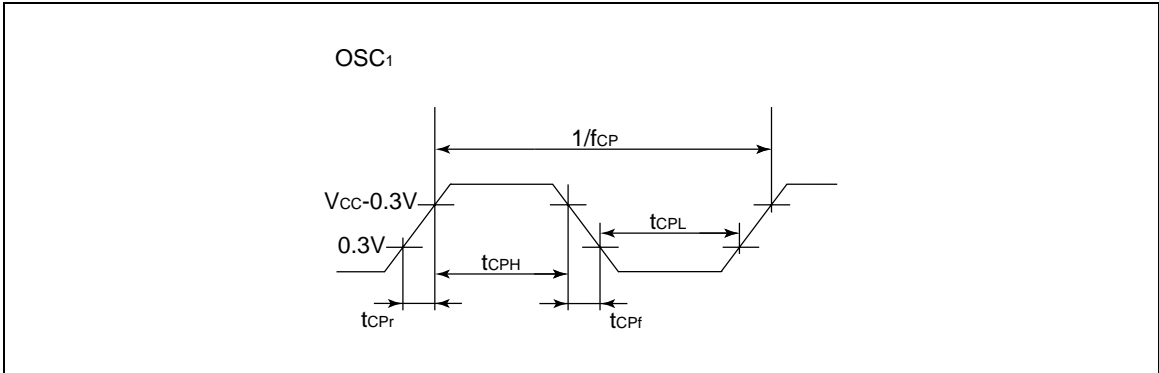 OSC1
1/fCP
VCC-0.3V
tCPL
0.3V
tCPH
tCPr
tCPf